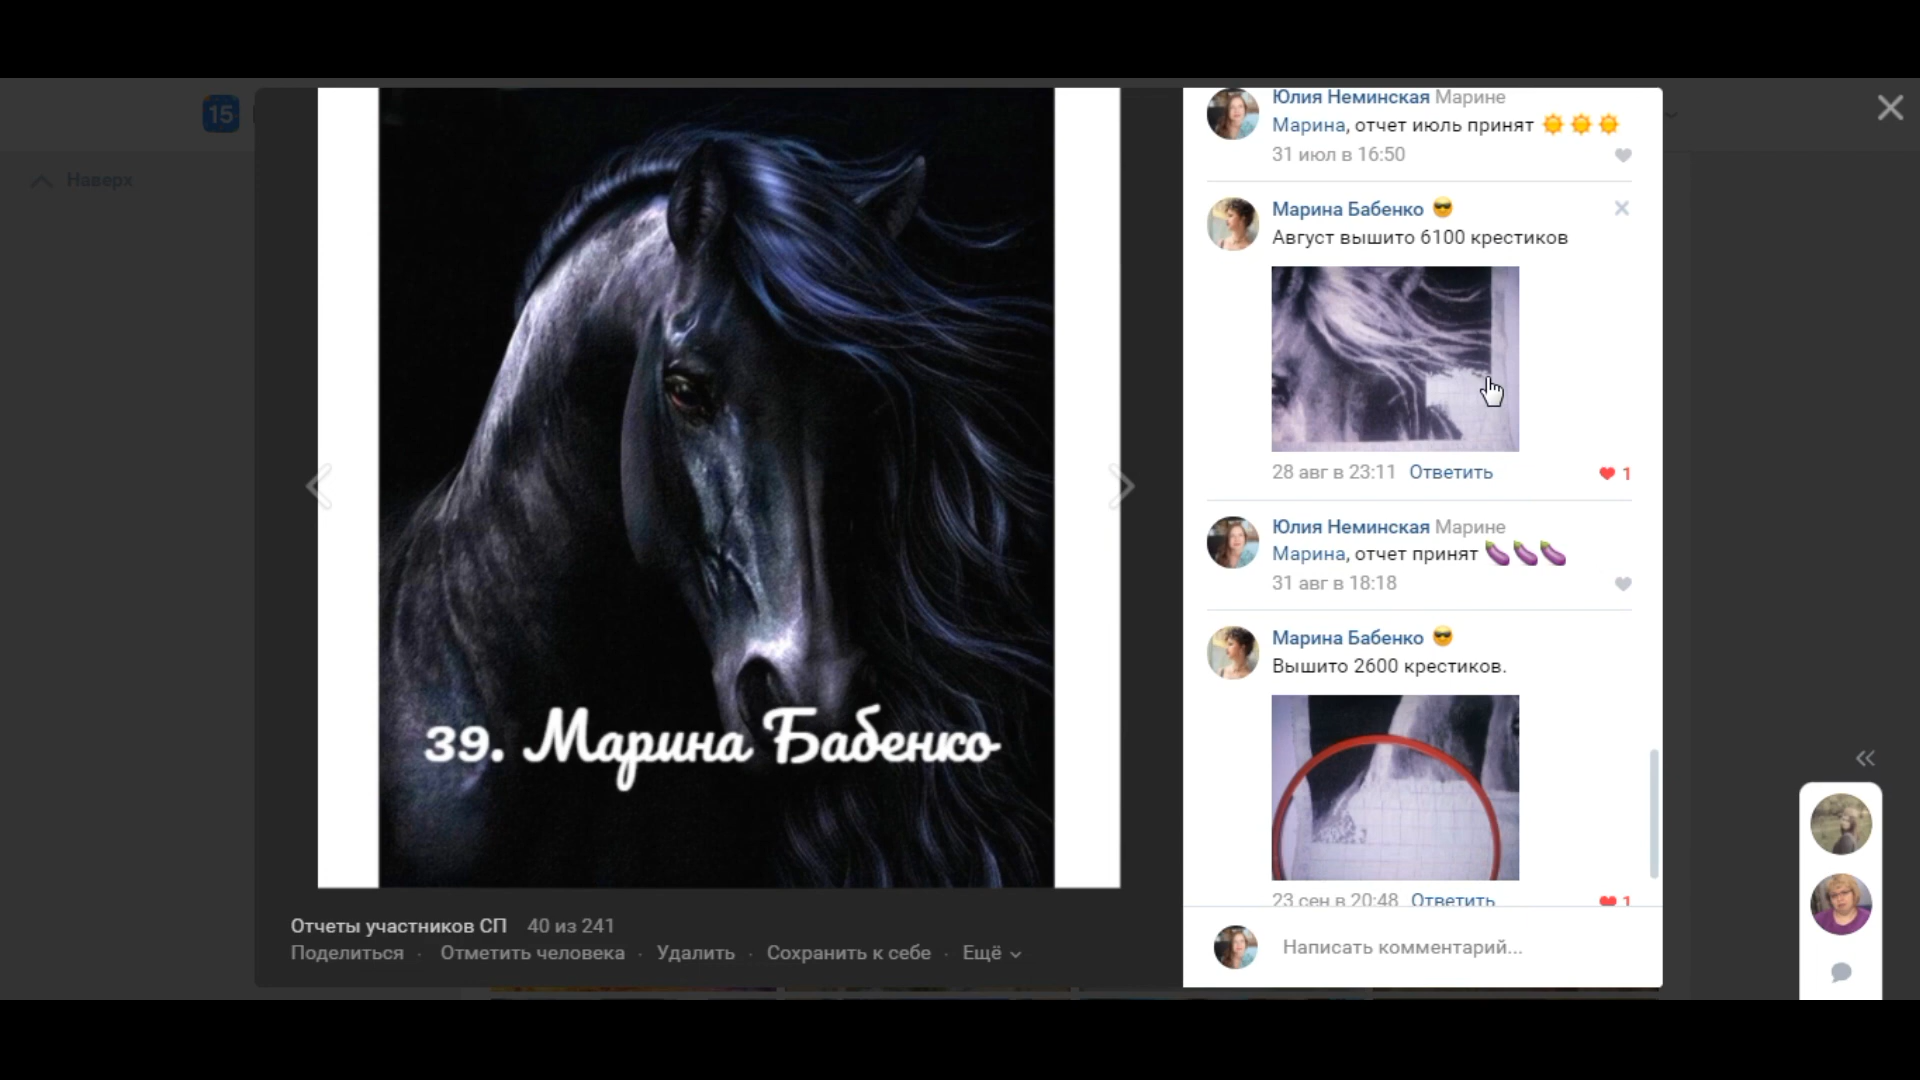 15
Наверх
39. Марина Бабенко
Отчеты участников СП 40 из 241
Поделиться · Отметить человека · Удалить · Сохранить к себе · Ещё
Юлия Неминская Марине
Марина, отчет июль принят
31 июл в 16:50
Марина Бабенко
Август вышито 6100 крестиков
28 авг в 23:11 Ответить 1
Юлия Неминская Марине
Марина, отчет принят
31 авг в 18:18
Марина Бабенко
Вышито 2600 крестиков.
23 сен в 20:48 Ответить 1
Написать комментарий...